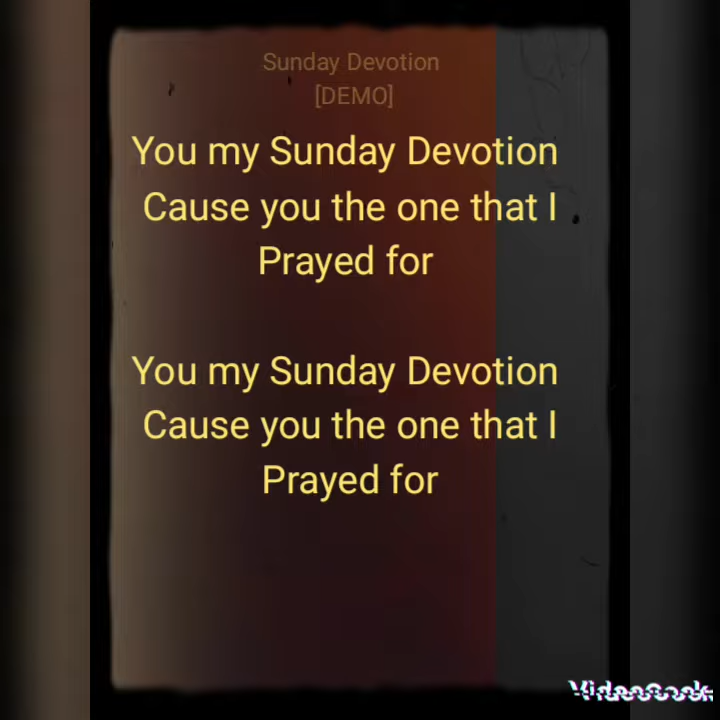 Sunday Devotion
[DEMO]
You my Sunday Devotion
Cause you the one that I
Prayed for
You my Sunday Devotion
Cause you the one that I
Prayed for